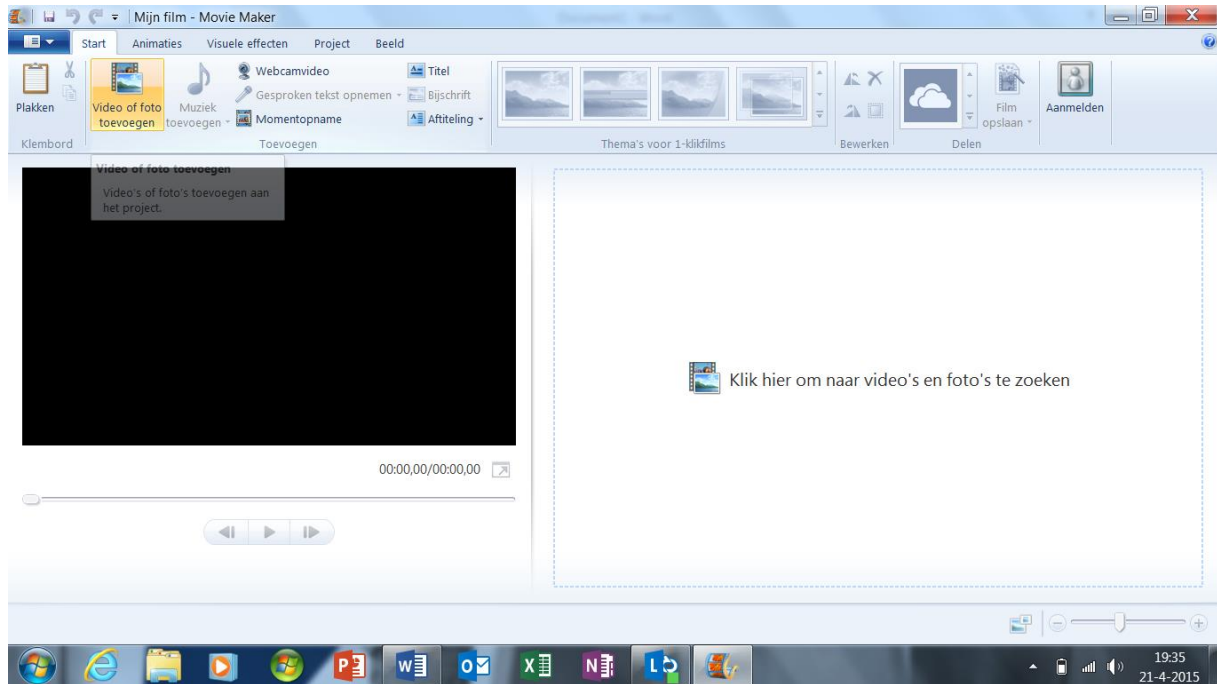 Mijn film - Movie Maker
Start Animaties Visuele effecten Project Beeld
Plakken
Klembord
Video of foto
toevoegen
Muziek
toevoegen
Webcamvideo
Gesproken tekst opnemen
Momentopname
Titel
Bijschrift
Aftiteling
Toevoegen
Thema's voor 1-klikfilms
Bewerken
Film
opslaan
Delen
Aanmelden
Video of foto toevoegen
Video's of foto's toevoegen aan
het project.
Klik hier om naar video's en foto's te zoeken
00:00,00/00:00,00
19:35
21-4-2015